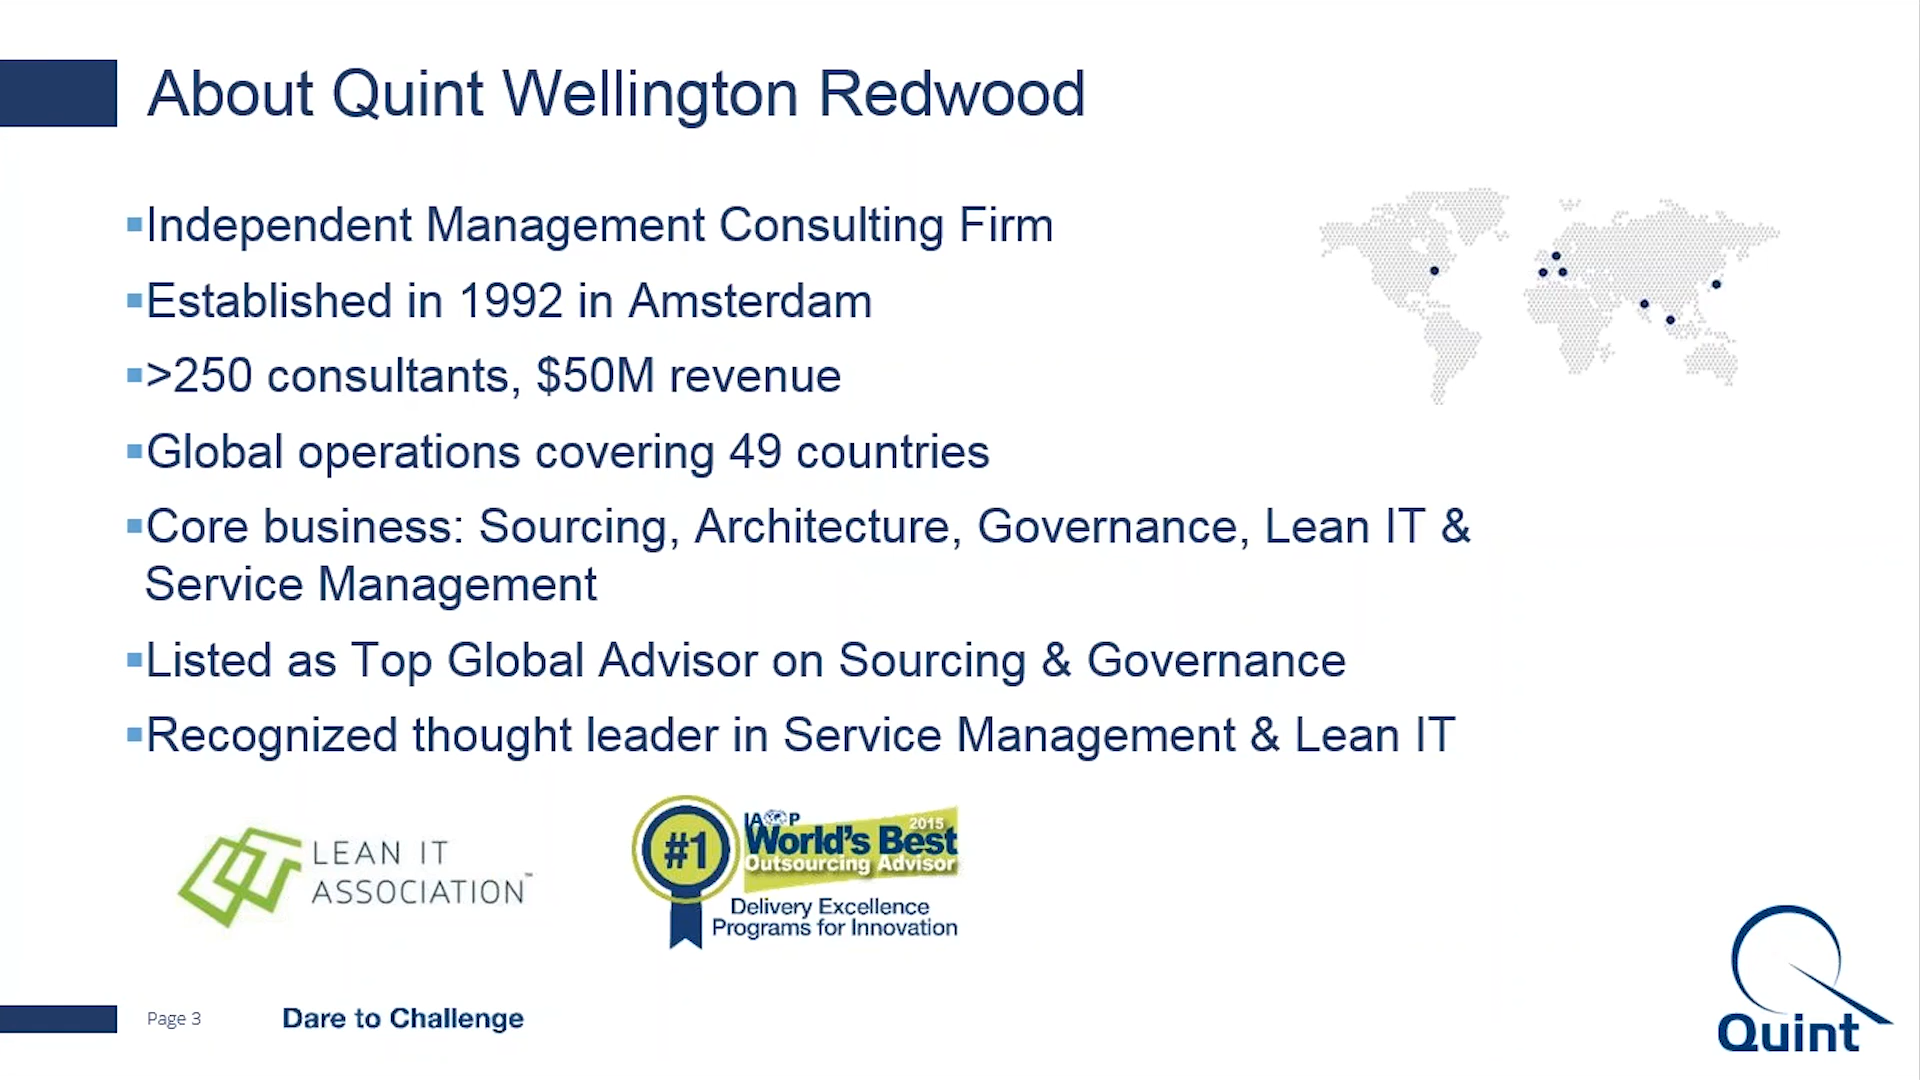 About Quint Wellington Redwood
Independent Management Consulting Firm
Established in 1992 in Amsterdam
>250 consultants, $50M revenue
Global operations covering 49 countries
Core business: Sourcing, Architecture, Governance, Lean IT &
Service Management
Listed as Top Global Advisor on Sourcing & Governance
Recognized thought leader in Service Management & Lean IT
LEAN IT
ASSOCIATION™
#1
IAOP
2015
World's Best
Outsourcing Advisor
Delivery Excellence
Programs for Innovation
Page 3
Dare to Challenge
Quint